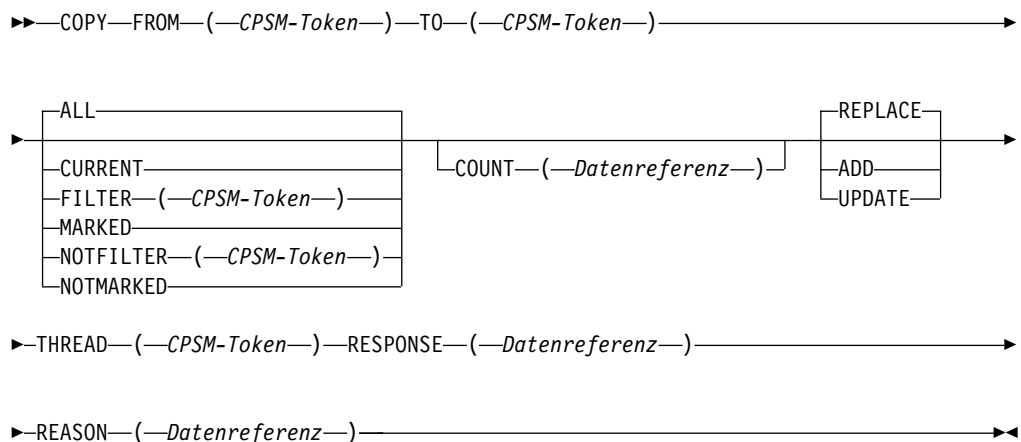 COPY FROM ( CPSM-Token ) TO ( CPSM-Token )
ALL REPLACE
CURRENT COUNT ( Datenreferenz ) ADD
FILTER ( CPSM-Token ) UPDATE
MARKED
NOTFILTER ( CPSM-Token )
NOTMARKED
THREAD ( CPSM-Token ) RESPONSE ( Datenreferenz )
REASON ( Datenreferenz )